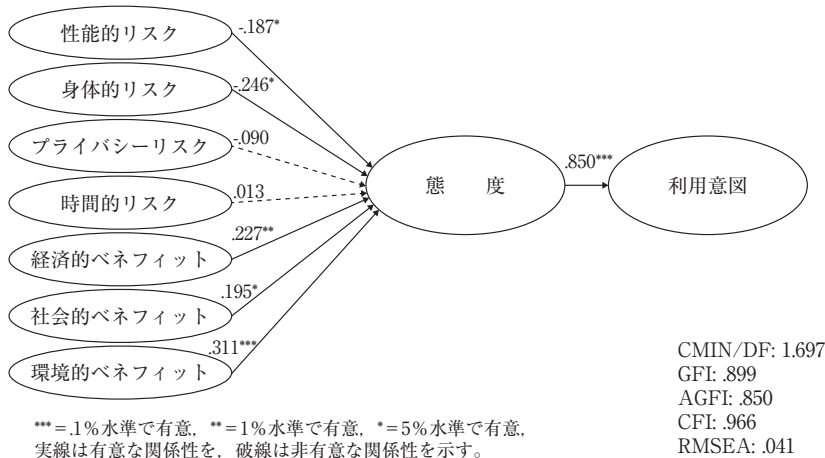 性能的リスク
-.187*
身体的リスク
-.246*
プライバシーリスク
-.090
時間的リスク
.013
経済的ベネフィット
.227**
社会的ベネフィット
.195*
環境的ベネフィット
.311***
態 度
.850***
利用意図
CMIN/DF: 1.697
GFI: .899
AGFI: .850
CFI: .966
RMSEA: .041
***=.1％水準で有意，**=1％水準で有意，*=5％水準で有意，
実線は有意な関係性を，破線は非有意な関係性を示す。